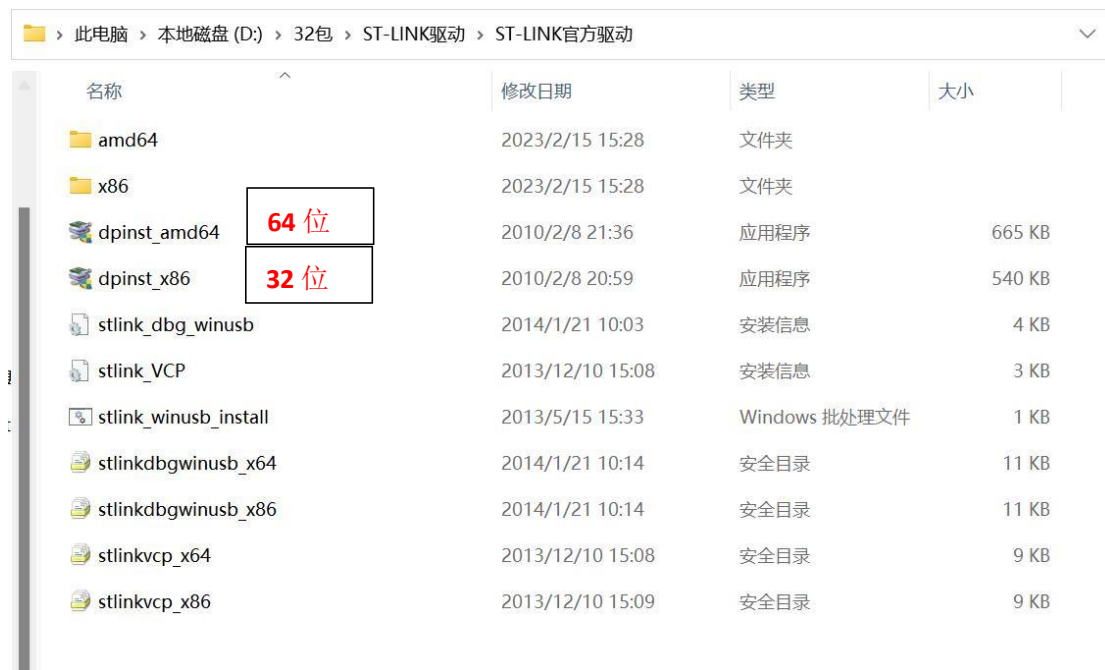 此电脑 › 本地磁盘 (D:) › 32包 › ST-LINK驱动 › ST-LINK官方驱动
名称 修改日期 类型 大小
amd64 2023/2/15 15:28 文件夹
x86 2023/2/15 15:28 文件夹
dpinst_amd64 64 位 2010/2/8 21:36 应用程序 665 KB
dpinst_x86 32 位 2010/2/8 20:59 应用程序 540 KB
stlink_dbg_winusb 2014/1/21 10:03 安装信息 4 KB
stlink_VCP 2013/12/10 15:08 安装信息 3 KB
stlink_winusb_install 2013/5/15 15:33 Windows 批处理文件 1 KB
stlinkdbgwinusb_x64 2014/1/21 10:14 安全目录 11 KB
stlinkdbgwinusb_x86 2014/1/21 10:14 安全目录 11 KB
stlinkvcp_x64 2013/12/10 15:08 安全目录 9 KB
stlinkvcp_x86 2013/12/10 15:09 安全目录 9 KB